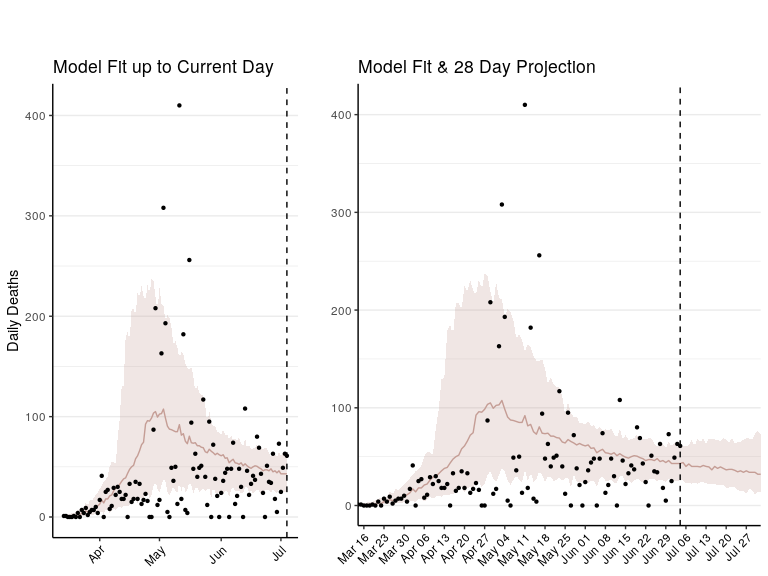 Model Fit up to Current Day
Model Fit & 28 Day Projection
Daily Deaths
400
300
200
100
0
Apr
May
Jun
Jul
400
300
200
100
0
Mar 16
Mar 23
Mar 30
Apr 06
Apr 13
Apr 20
Apr 27
May 04
May 11
May 18
May 25
Jun 01
Jun 08
Jun 15
Jun 22
Jun 29
Jul 06
Jul 13
Jul 20
Jul 27